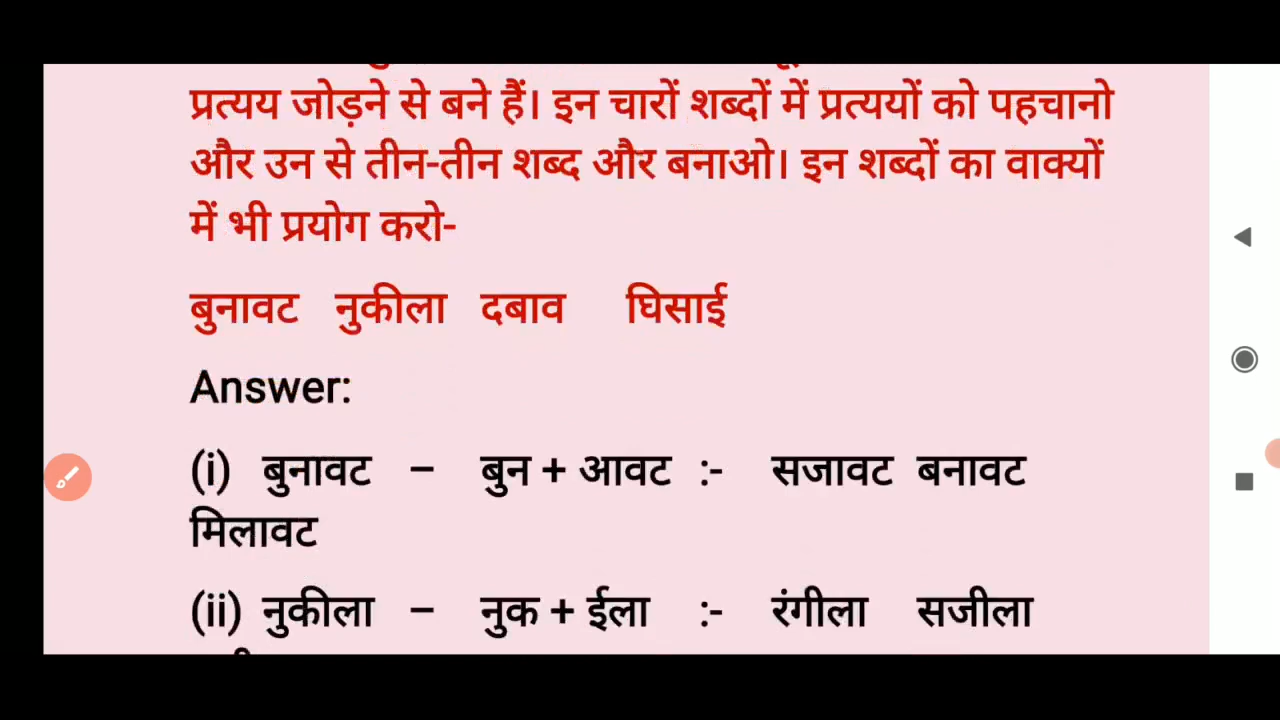 प्रत्यय जोड़ने से बने हैं। इन चारों शब्दों में प्रत्ययों को पहचानो
और उन से तीन-तीन शब्द और बनाओ। इन शब्दों का वाक्यों
में भी प्रयोग करो-
बुनावट नुकीला दबाव घिसाई
Answer:
(i) बुनावट – बुन + आवट :- सजावट बनावट
मिलावट
(ii) नुकीला – नुक + ईला :- रंगीला सजीला